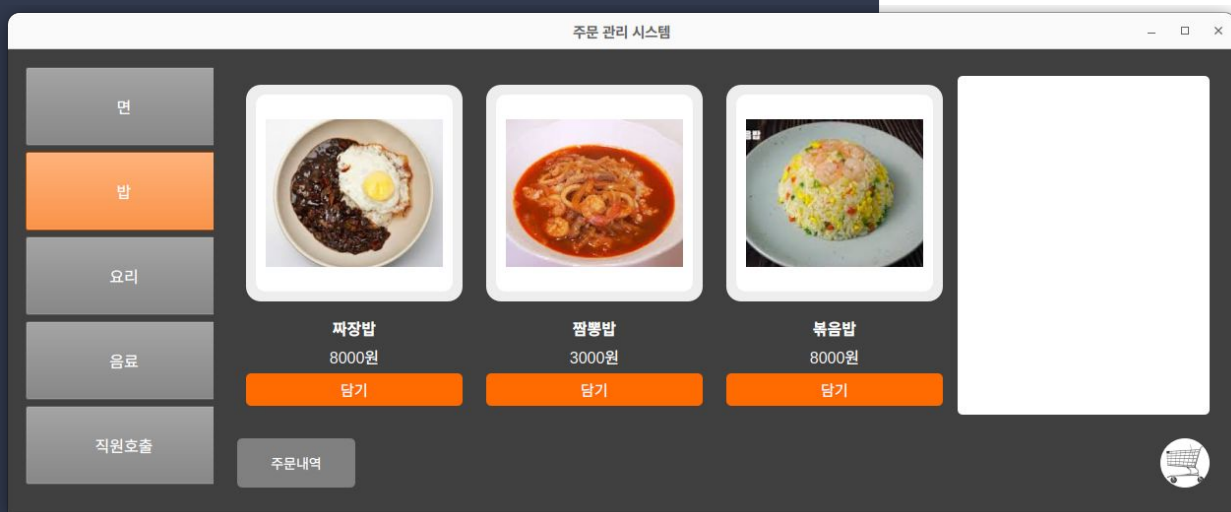 주문 관리 시스템
면
밥
요리
음료
직원호출
짜장밥
8000원
담기
짬뽕밥
3000원
담기
볶음밥
8000원
담기
주문내역